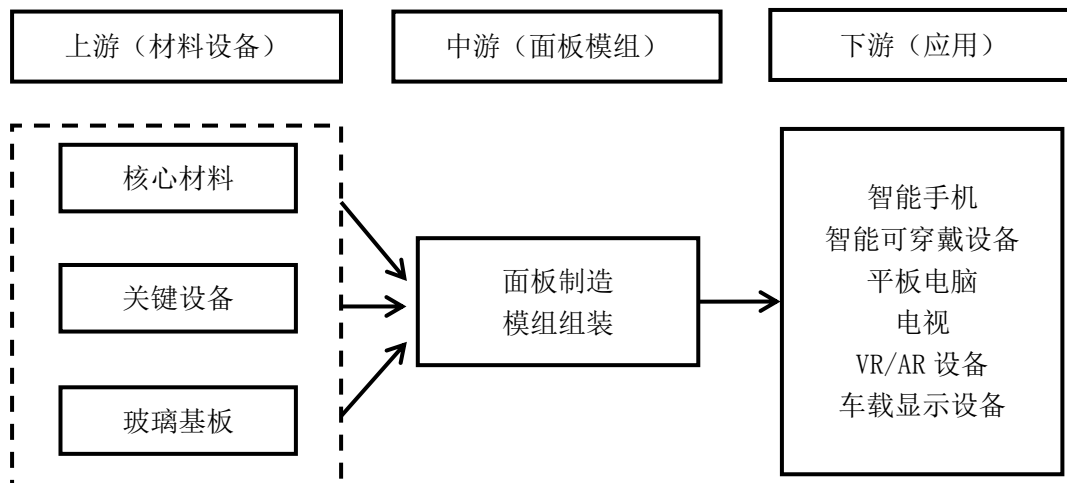 上游（材料设备）
中游（面板模组）
下游（应用）
核心材料
关键设备
玻璃基板
面板制造
模组组装
智能手机
智能可穿戴设备
平板电脑
电视
VR/AR 设备
车载显示设备